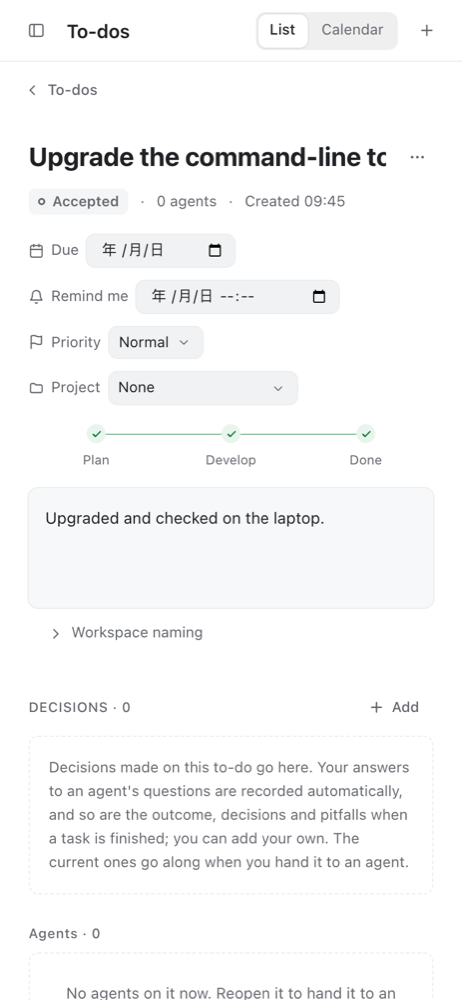 To-dos
List
Calendar
To-dos
Upgrade the command-line to
Accepted · 0 agents · Created 09:45
Due 年 /月/日
Remind me 年 /月/日 --:--
Priority Normal
Project None
Plan
Develop
Done
Upgraded and checked on the laptop.
Workspace naming
DECISIONS · 0
+ Add
Decisions made on this to-do go here. Your answers
to an agent's questions are recorded automatically,
and so are the outcome, decisions and pitfalls when
a task is finished; you can add your own. The
current ones go along when you hand it to an agent.
Agents · 0
No agents on it now. Reopen it to hand it to an